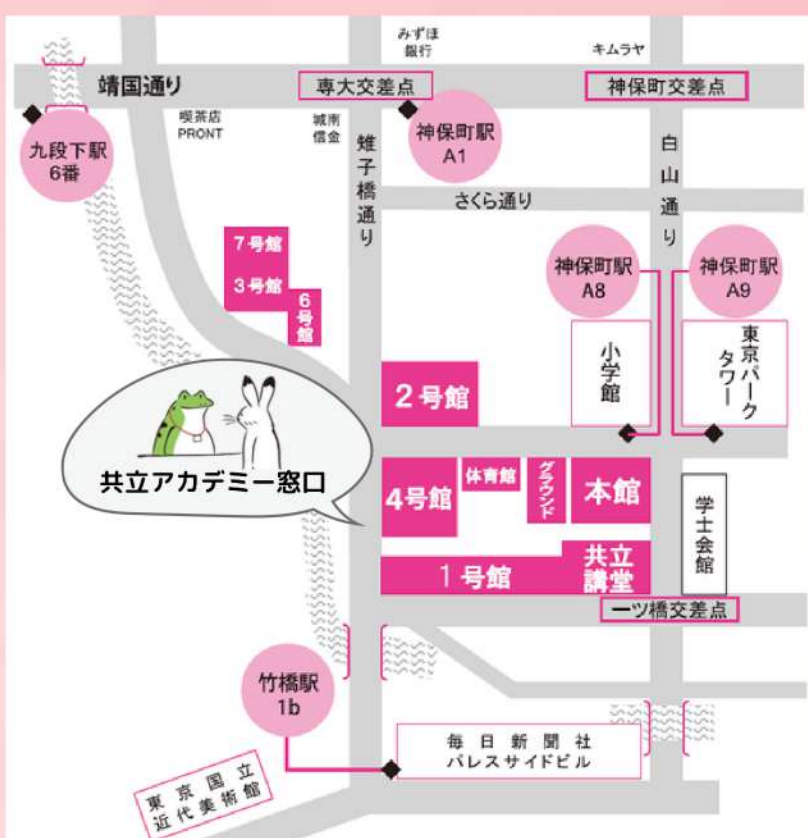 みずほ
銀行
キムラヤ
靖国通り
専大交差点
神保町交差点
喫茶店
PRONT
城南
信金
神保町駅
A1
九段下駅
6番
雉子橋通り
白山通り
さくら通り
7号館
3号館
6号館
神保町駅
A8
神保町駅
A9
小学館
東京パーク
タワー
2号館
共立アカデミー窓口
4号館
体育館
グラウンド
本館
学士会館
1号館
共立
講堂
一ツ橋交差点
竹橋駅
1b
毎日新聞社
パレスサイドビル
東京国立
近代美術館